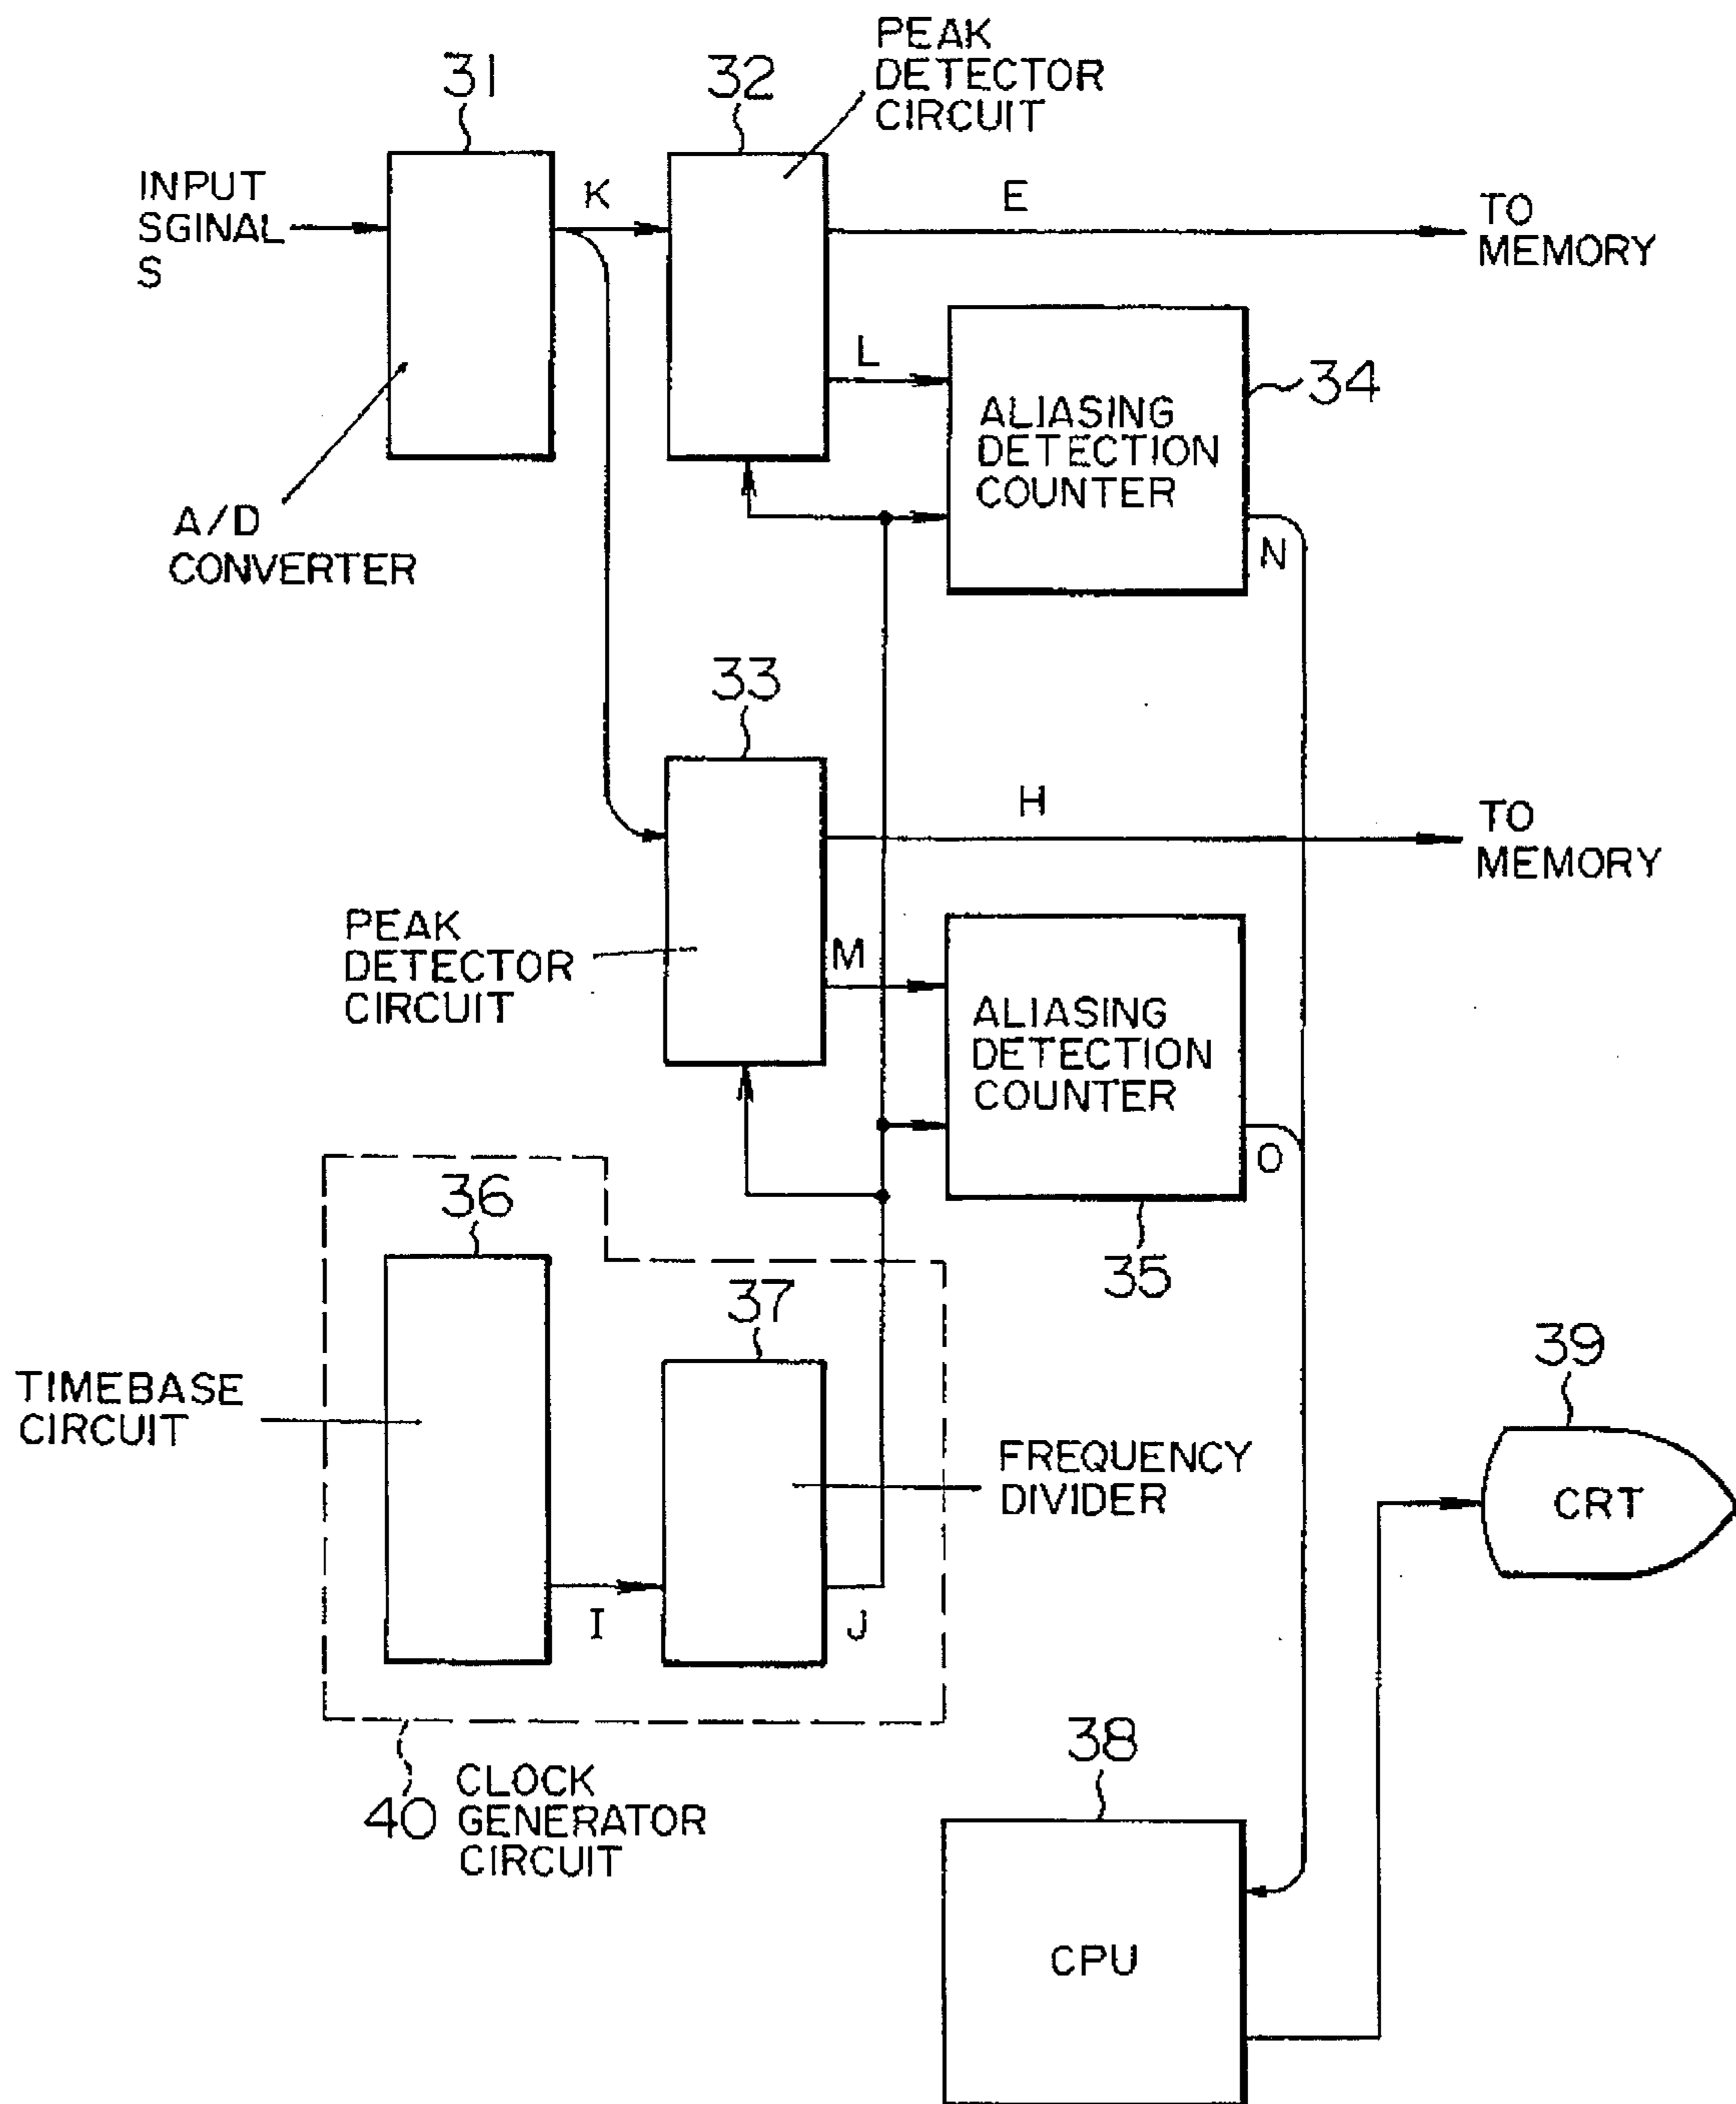 31
32
PEAK
DETECTOR
CIRCUIT
INPUT
SGINAL
S
K
E
TO
MEMORY
L
ALIASING
DETECTION
COUNTER
34
A/D
CONVERTER
N
33
H
TO
MEMORY
PEAK
DETECTOR
CIRCUIT
M
ALIASING
DETECTION
COUNTER
O
35
36
37
TIMEBASE
CIRCUIT
FREQUENCY
DIVIDER
I
J
39
CRT
40
CLOCK
GENERATOR
CIRCUIT
38
CPU